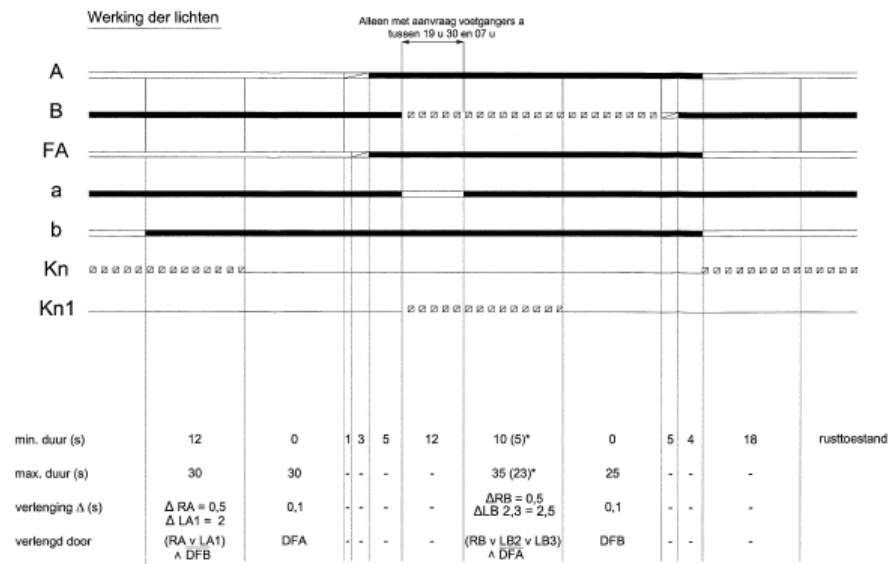 Werking der lichten
Alleen met aanvraag voetgangers a
tussen 19 u 30 en 07 u
A
B
FA
a
b
Kn
Kn1
min. duur (s) 12 0 1 3 5 12 10 (5)* 0 5 4 18 rusttoestand
max. duur (s) 30 30 - - - - 35 (23)* 25 - - -
verlenging Δ (s) Δ RA = 0,5 0,1 - - - - ΔRB = 0,5 0,1 - - -
Δ LA1 = 2 ΔLB 2,3 = 2,5
verlengd door (RA v LA1) DFA - - - - (RB v LB2 v LB3) DFB - - -
∧ DFB ∧ DFA